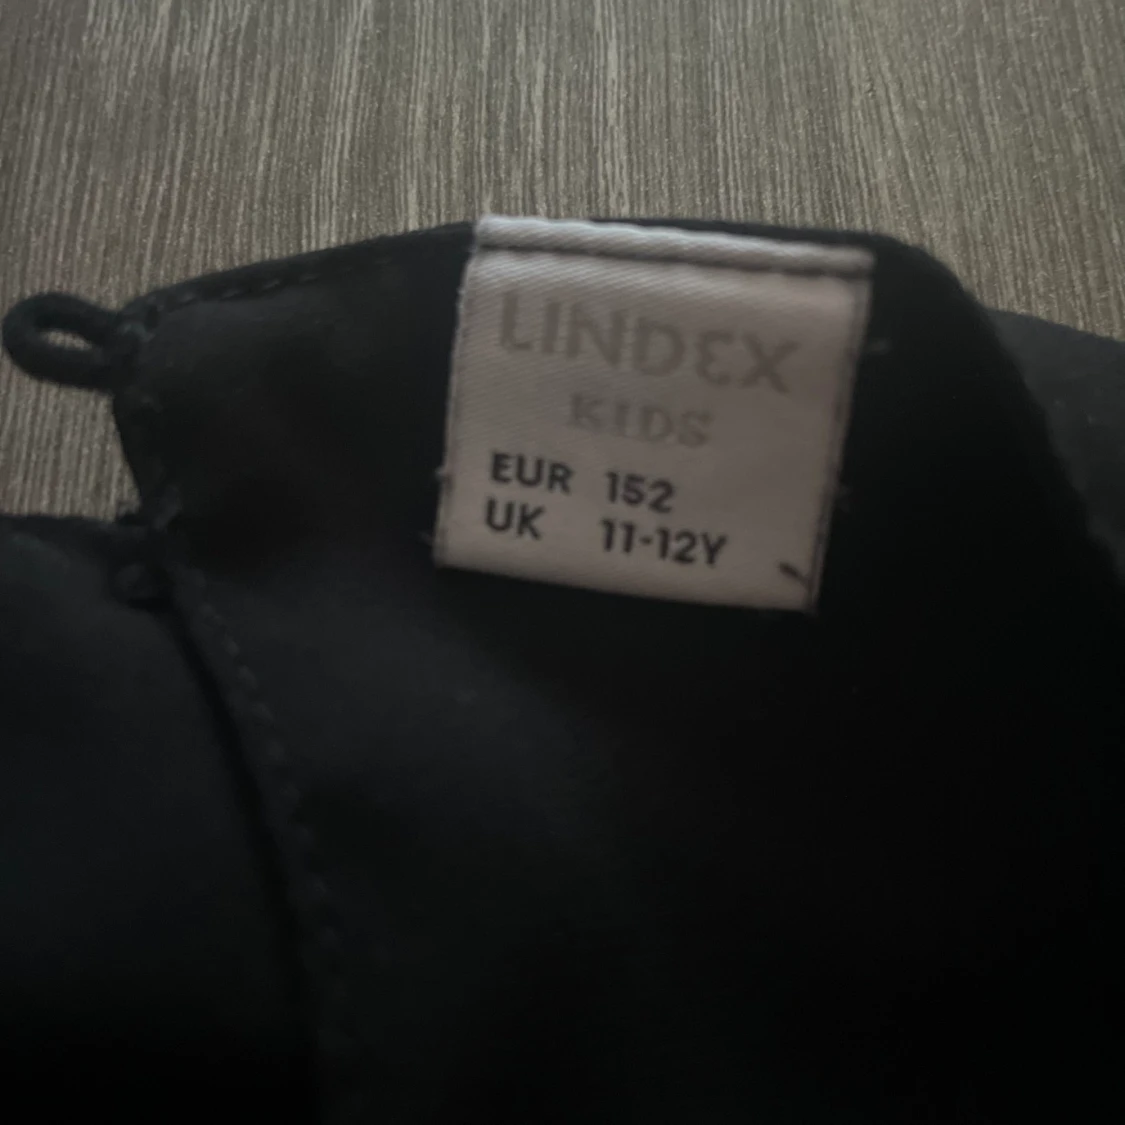 LINDEX
KIDS
EUR 152
UK 11-12Y